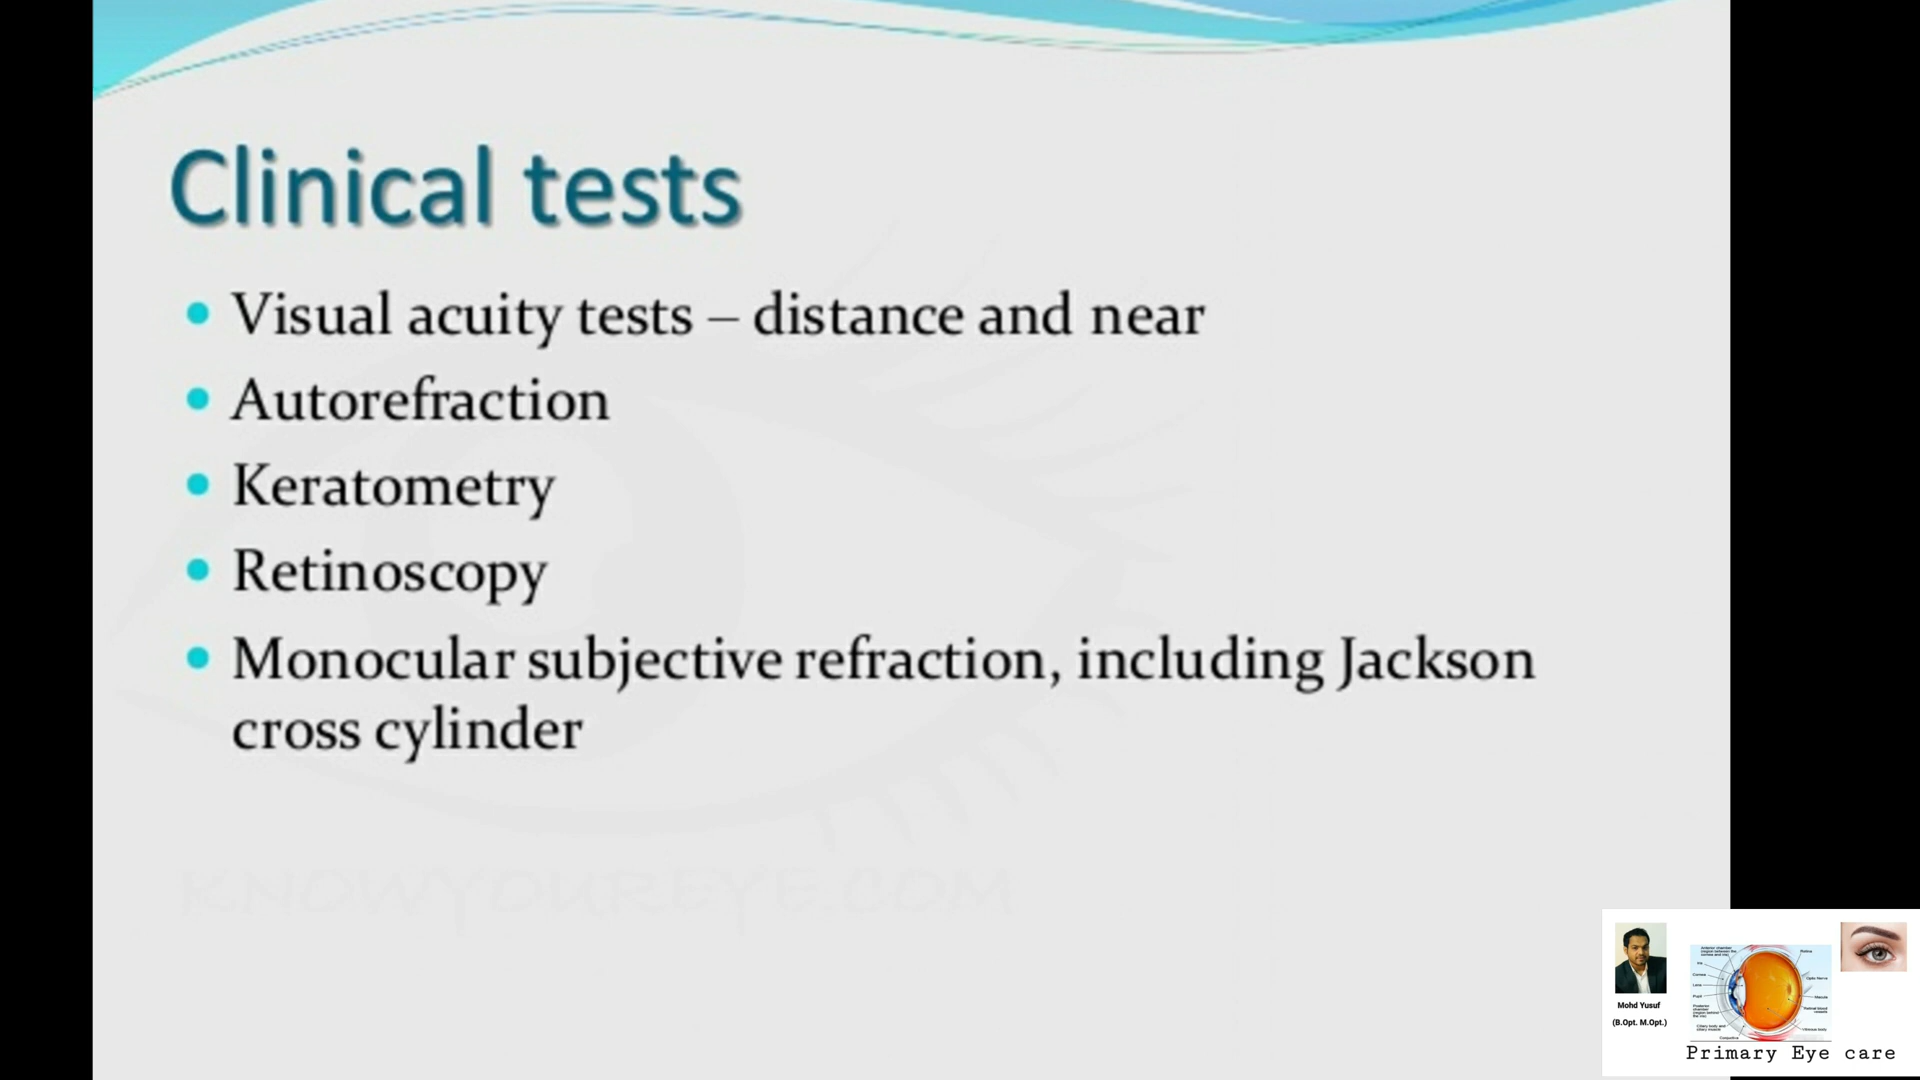 Clinical tests
• Visual acuity tests – distance and near
• Autorefraction
• Keratometry
• Retinoscopy
• Monocular subjective refraction, including Jackson
cross cylinder
KNOWYOUREYE.COM
Mohd Yusuf
(B.Opt. M.Opt.)
Primary Eye care